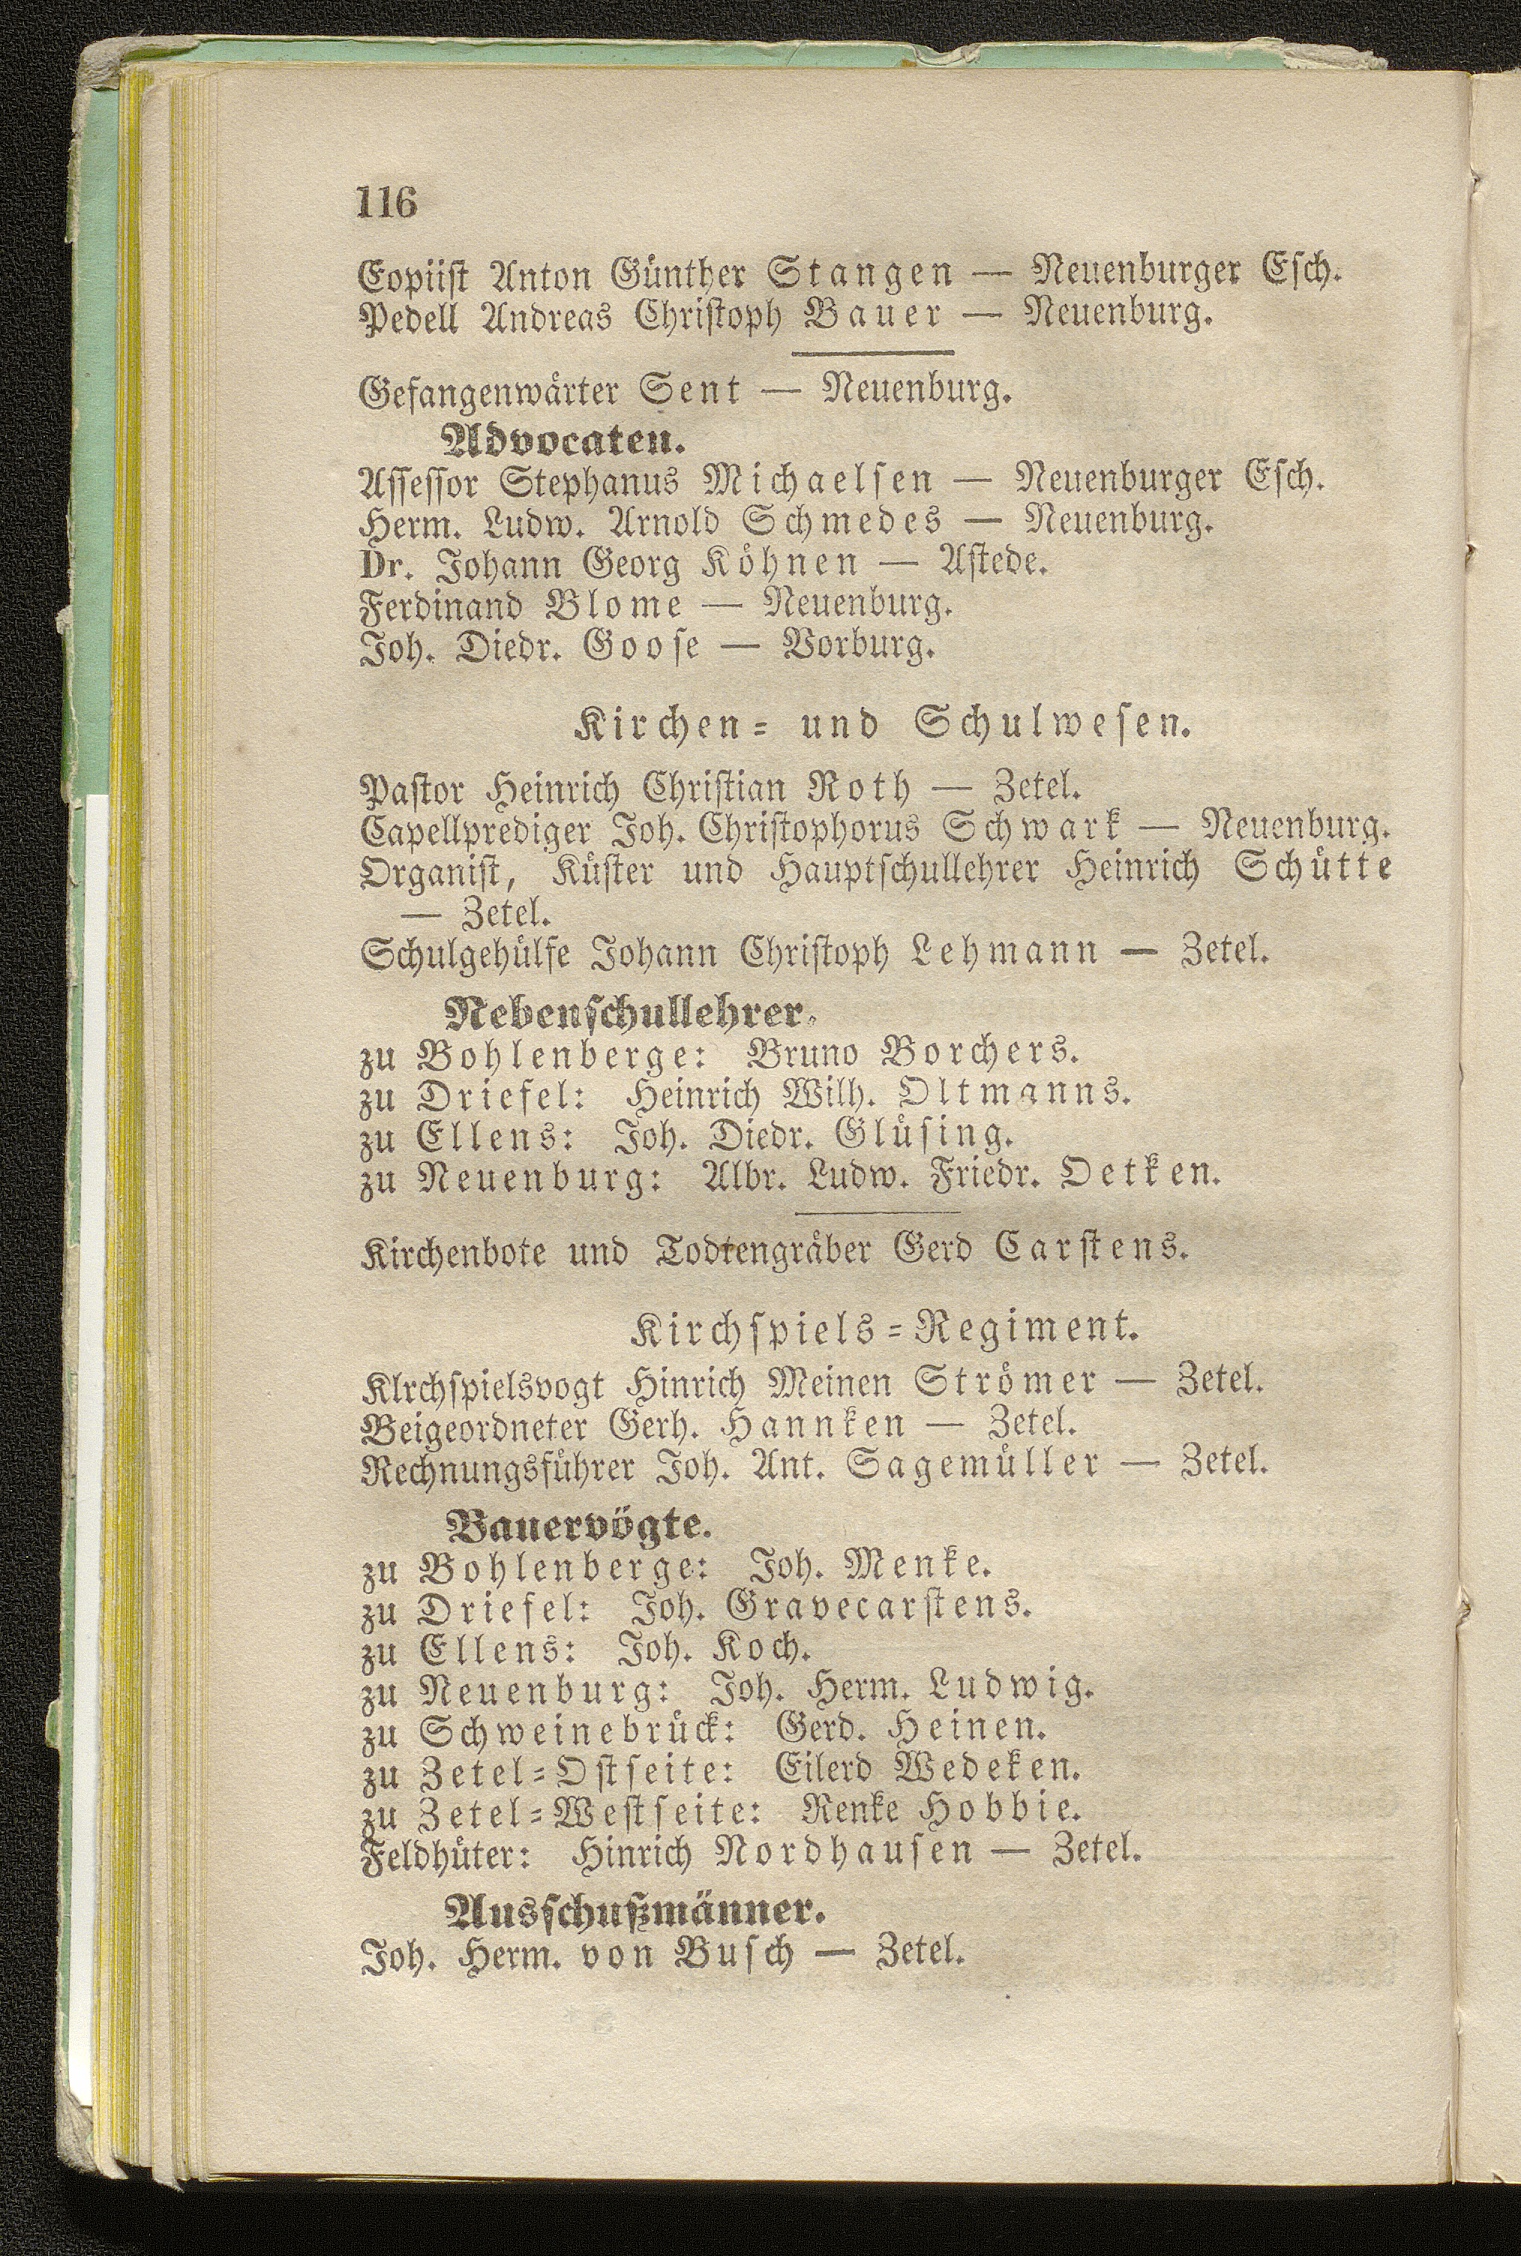 116
Copiist Anton Günther Stangen — Neuenburger Esch.
Pedell Andreas Christoph Bauer — Neuenburg.
Gefangenwärter Sent — Neuenburg.
Advocaten.
Assessor Stephanus Michaelsen — Neuenburger Esch.
Herm. Ludw. Arnold Schmedes — Neuenburg.
Dr. Johann Georg Köhnen — Astede.
Ferdinand Blome — Neuenburg.
Joh. Diedr. Goose — Vorburg.
Kirchen- und Schulwesen.
Pastor Heinrich Christian Roth — Zetel.
Capellprediger Joh. Christophorus Schwark — Neuenburg.
Organist, Küster und Hauptschullehrer Heinrich Schütte
— Zetel.
Schulgehülfe Johann Christoph Lehmann — Zetel.
Nebenschullehrer.
zu Bohlenberge: Bruno Borchers.
zu Driefel: Heinrich Wilh. Oltmanns.
zu Ellens: Joh. Diedr. Glüsing.
zu Neuenburg: Albr. Ludw. Friedr. Oetken.
Kirchenbote und Todtengräber Gerd Carstens.
Kirchspiels-Regiment.
Klrchspielsvogt Hinrich Meinen Strömer — Zetel.
Beigeordneter Gerh. Hannken — Zetel.
Rechnungsführer Joh. Ant. Sagemüller — Zetel.
Bauervögte.
zu Bohlenberge: Joh. Menke.
zu Driefel: Joh. Gravecarstens.
zu Ellens: Joh. Koch.
zu Neuenburg: Joh. Herm. Ludwig.
zu Schweinebrück: Gerd. Heinen.
zu Zetel-Ostseite: Eilerd Wedeken.
zu Zetel-Westseite: Renke Hobbie.
Feldhüter: Hinrich Nordhausen — Zetel.
Ausschußmänner.
Joh. Herm. von Busch — Zetel.